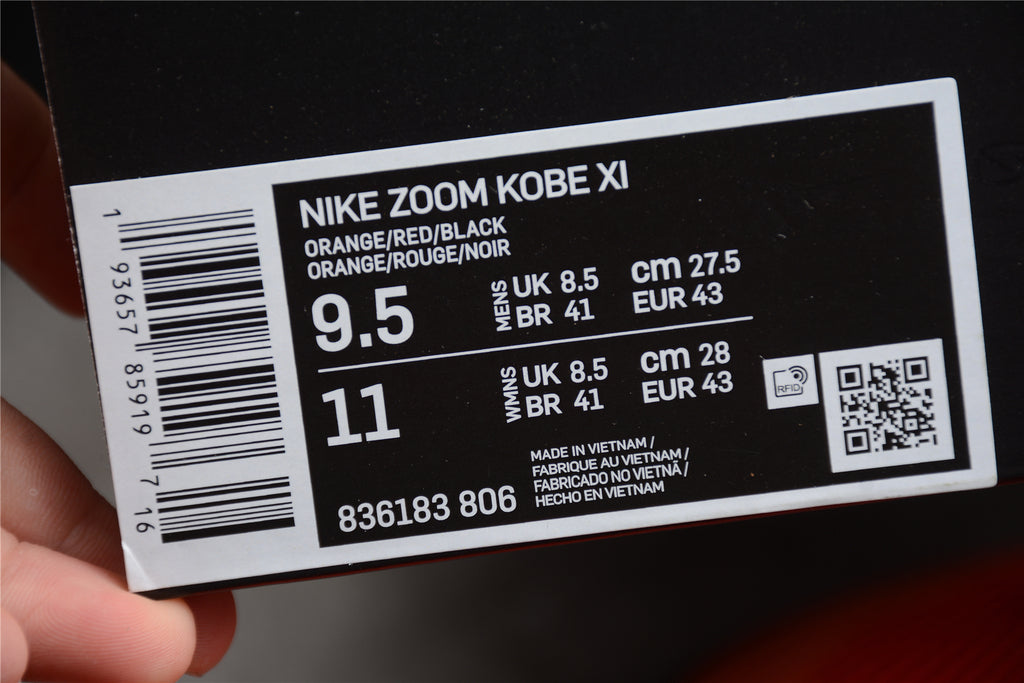 NIKE ZOOM KOBE XI
ORANGE/RED/BLACK
ORANGE/ROUGE/NOIR
9.5
MENS
UK 8.5
BR 41
cm 27.5
EUR 43
11
WMNS
UK 8.5
BR 41
cm 28
EUR 43
RFID
836183 806
MADE IN VIETNAM /
FABRIQUE AU VIETNAM /
FABRICADO NO VIETNÃ /
HECHO EN VIETNAM
1 93657 85919 7 16